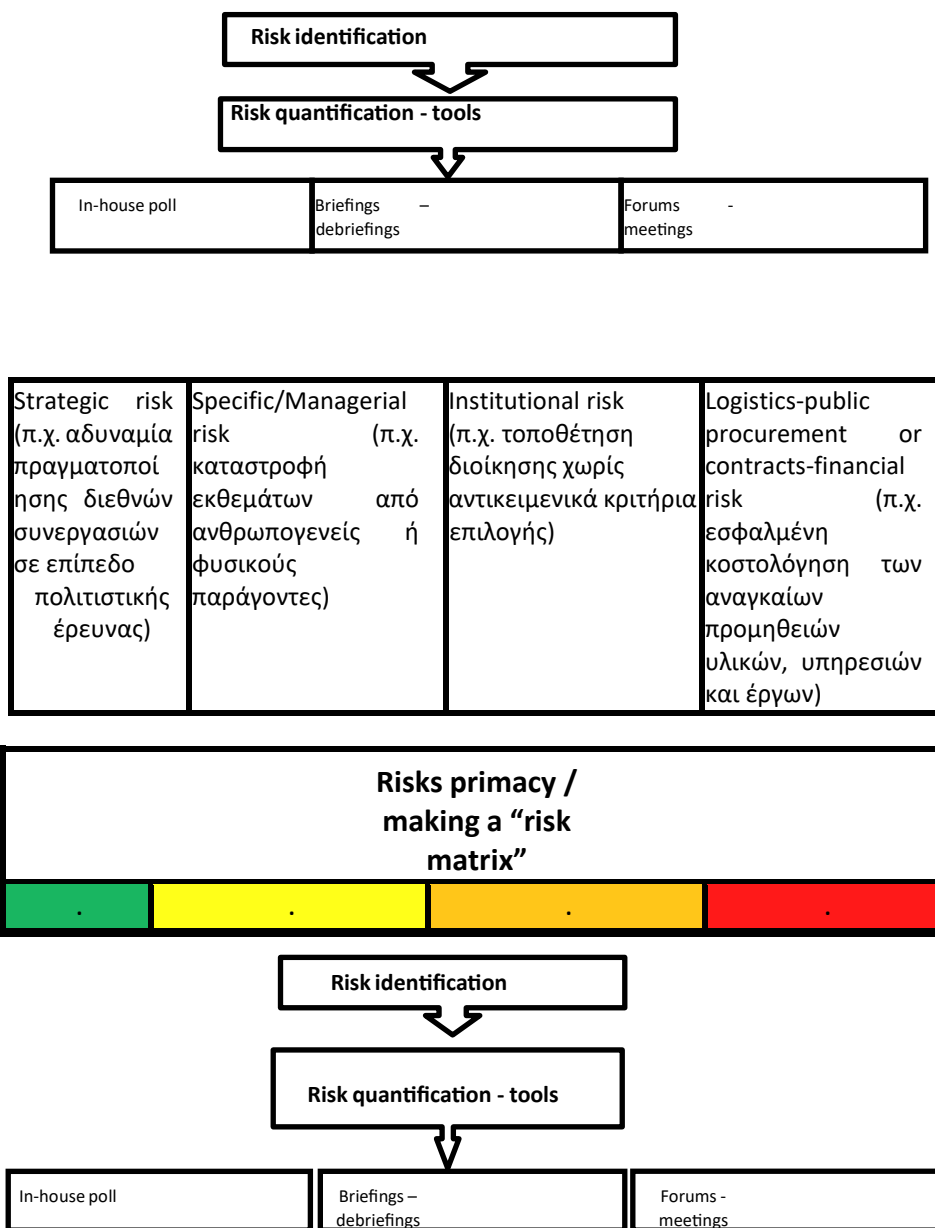 Risk identification
Risk quantification - tools
In-house poll
Briefings –
debriefings
Forums -
meetings
Strategic risk
(π.χ. αδυναμία
πραγματοποί
ησης διεθνών
συνεργασιών
σε επίπεδο
πολιτιστικής
έρευνας)
Specific/Managerial
risk (π.χ.
καταστροφή
εκθεμάτων από
ανθρωπογενείς ή
φυσικούς
παράγοντες)
Institutional risk
(π.χ. τοποθέτηση
διοίκησης χωρίς
αντικειμενικά κριτήρια
επιλογής)
Logistics-public
procurement or
contracts-financial
risk (π.χ.
εσφαλμένη
κοστολόγηση των
αναγκαίων
προμηθειών
υλικών, υπηρεσιών
και έργων)
Risks primacy /
making a “risk
matrix”
. . . .
Risk identification
Risk quantification - tools
In-house poll
Briefings –
debriefings
Forums -
meetings